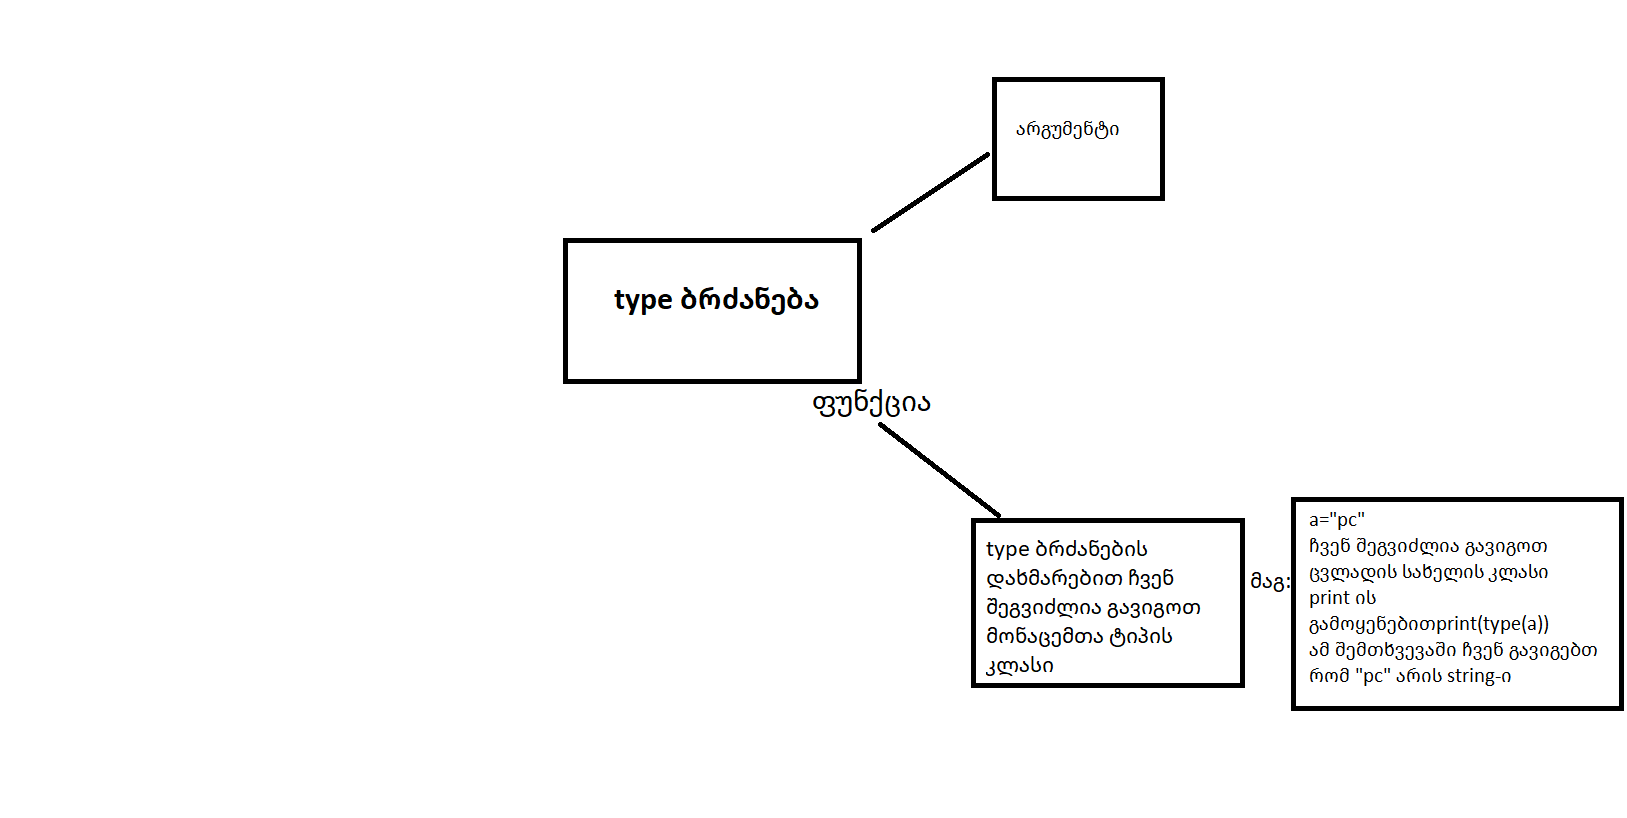 არგუმენტი
type ბრძანება
ფუნქცია
type ბრძანების
დახმარებით ჩვენ
შეგვიძლია გავიგოთ
მონაცემთა ტიპის
კლასი
მაგ:
a="pc"
ჩვენ შეგვიძლია გავიგოთ
ცვლადის სახელის კლასი
print ის
გამოყენებითprint(type(a))
ამ შემთხვევაში ჩვენ გავიგებთ
რომ "pc" არის string-ი